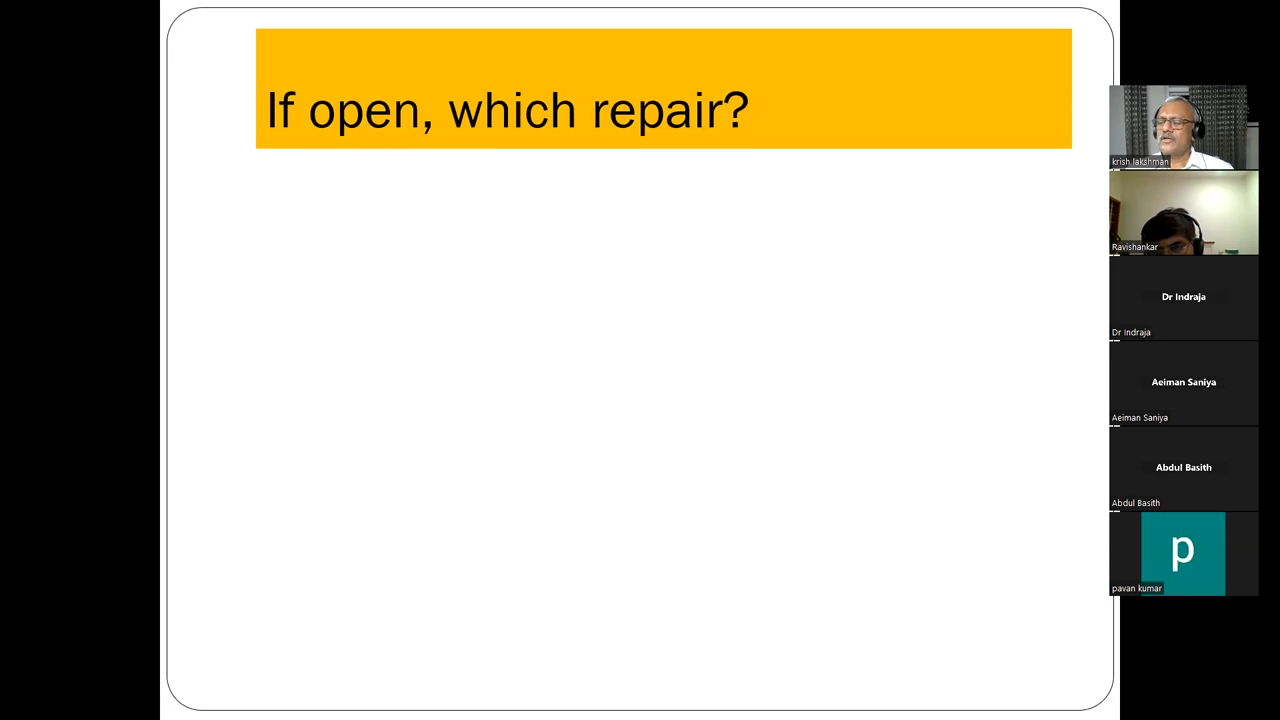 If open, which repair?
krish lakshman
Ravishankar
Dr Indraja
Dr Indraja
Aeiman Saniya
Aeiman Saniya
Abdul Basith
Abdul Basith
p
pavan kumar